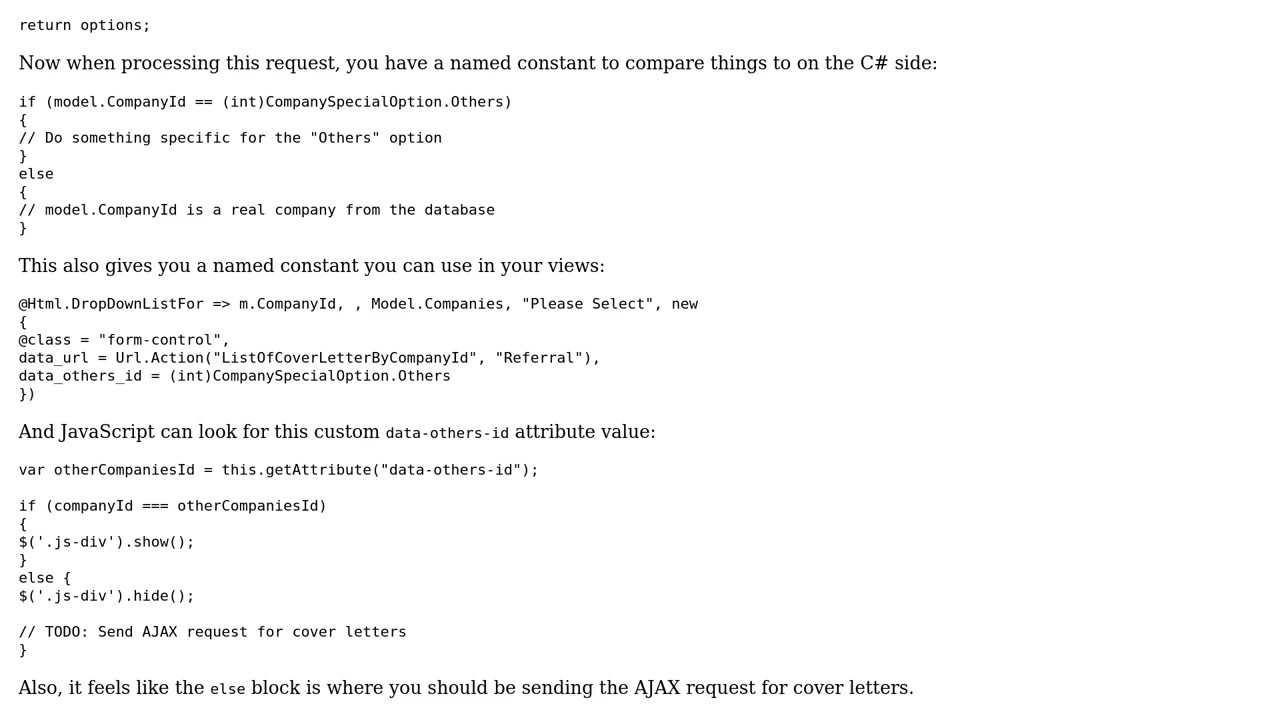 return options;
Now when processing this request, you have a named constant to compare things to on the C# side:
if (model.CompanyId == (int)CompanySpecialOption.Others)
{
// Do something specific for the "Others" option
}
else
{
// model.CompanyId is a real company from the database
}
This also gives you a named constant you can use in your views:
@Html.DropDownListFor => m.CompanyId, , Model.Companies, "Please Select", new
{
@class = "form-control",
data_url = Url.Action("ListOfCoverLetterByCompanyId", "Referral"),
data_others_id = (int)CompanySpecialOption.Others
})
And JavaScript can look for this custom data-others-id attribute value:
var otherCompaniesId = this.getAttribute("data-others-id");
if (companyId === otherCompaniesId)
{
$('.js-div').show();
}
else {
$('.js-div').hide();
// TODO: Send AJAX request for cover letters
}
Also, it feels like the else block is where you should be sending the AJAX request for cover letters.